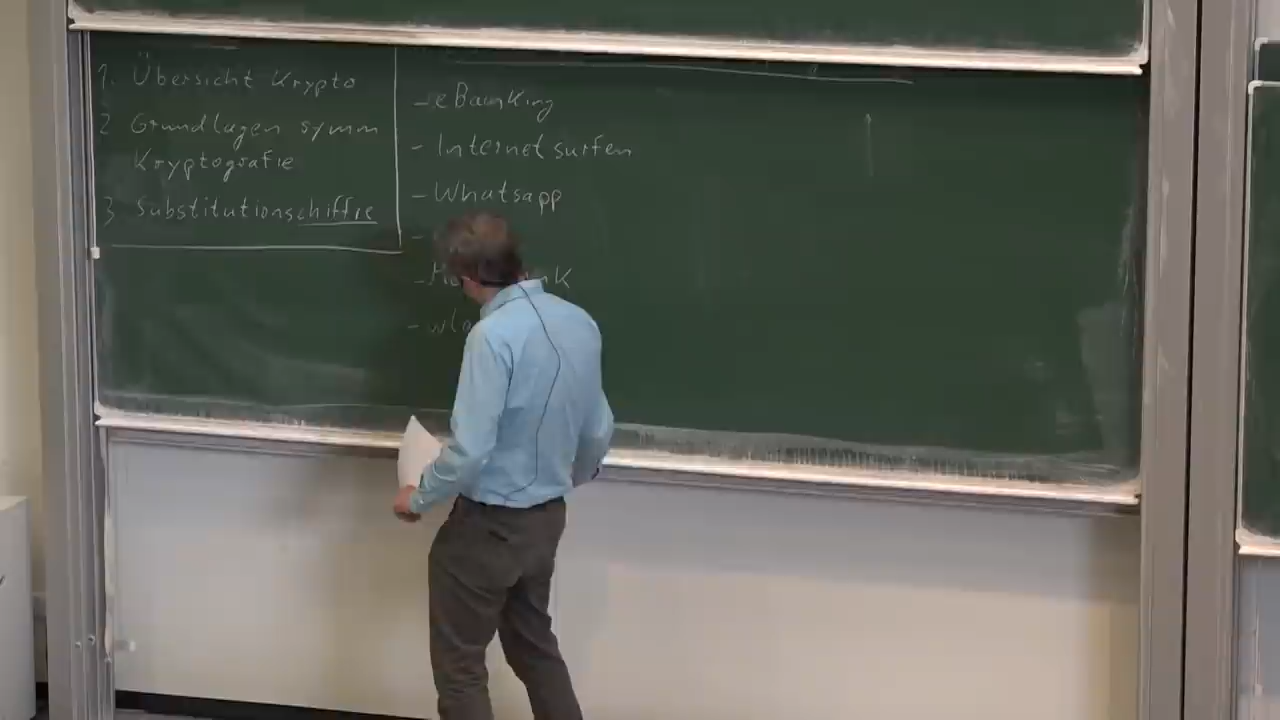 1. Übersicht Krypto
2 Grundlagen symm
Kryptografie
3 Substitutionschiffre
- eBanking
- Internet surfen
- Whatsapp
-